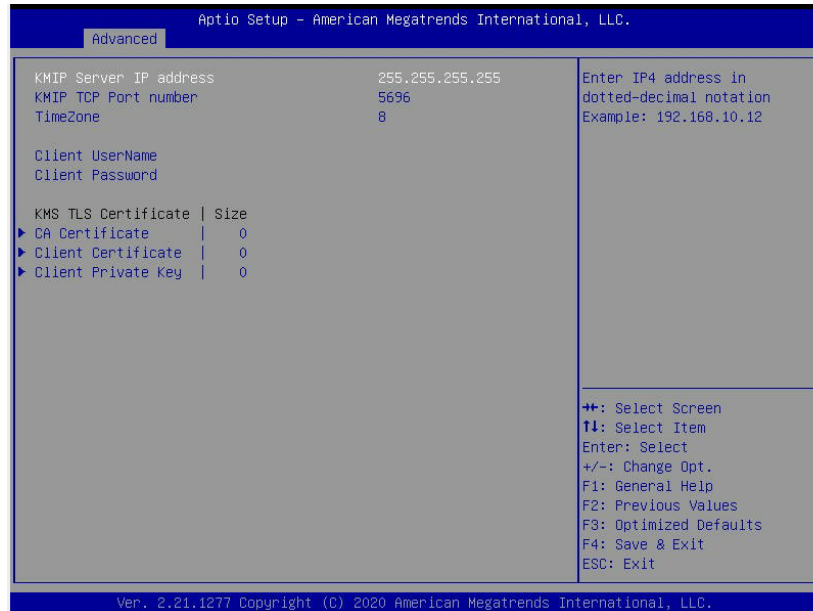 Aptio Setup – American Megatrends International, LLC.
Advanced
KMIP Server IP address 255.255.255.255
KMIP TCP Port number 5696
TimeZone 8
Client UserName
Client Password
KMS TLS Certificate | Size
CA Certificate | 0
Client Certificate | 0
Client Private Key | 0
Enter IP4 address in
dotted-decimal notation
Example: 192.168.10.12
→←: Select Screen
↑↓: Select Item
Enter: Select
+/-: Change Opt.
F1: General Help
F2: Previous Values
F3: Optimized Defaults
F4: Save & Exit
ESC: Exit
Ver. 2.21.1277 Copyright (C) 2020 American Megatrends International, LLC.